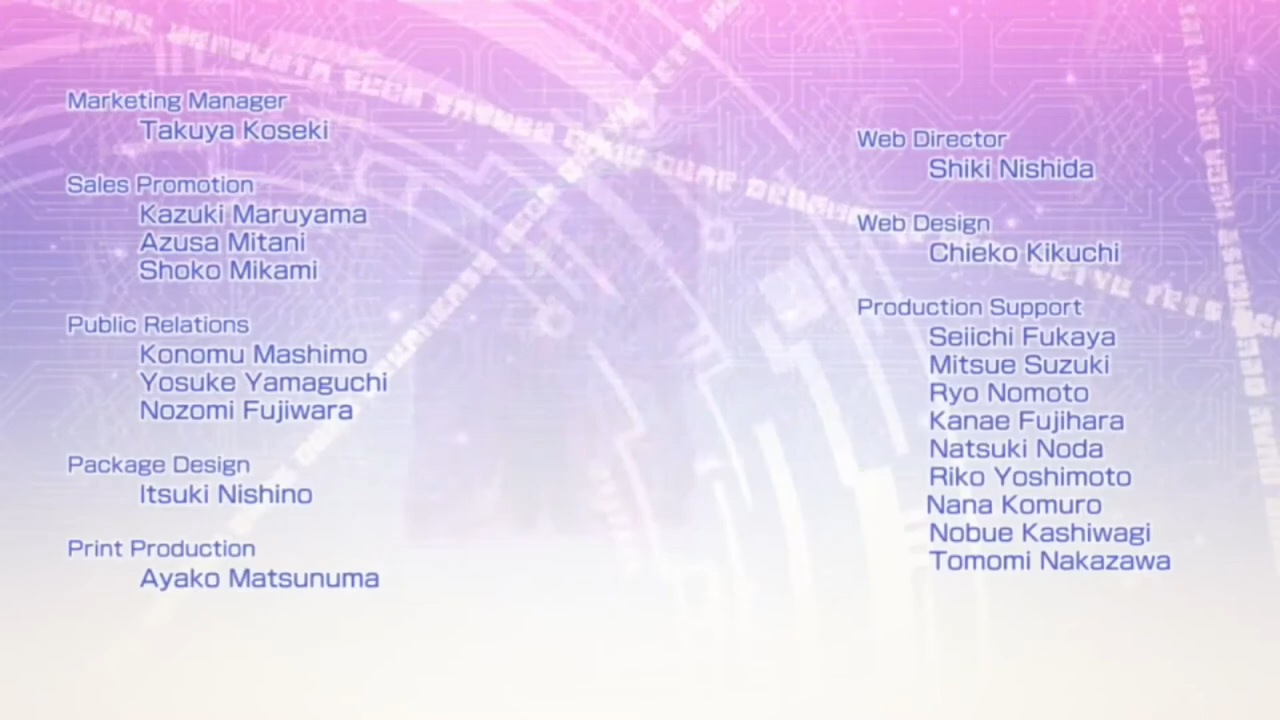 Marketing Manager
Takuya Koseki
Sales Promotion
Kazuki Maruyama
Azusa Mitani
Shoko Mikami
Public Relations
Konomu Mashimo
Yosuke Yamaguchi
Nozomi Fujiwara
Package Design
Itsuki Nishino
Print Production
Ayako Matsunuma
Web Director
Shiki Nishida
Web Design
Chieko Kikuchi
Production Support
Seiichi Fukaya
Mitsue Suzuki
Ryo Nomoto
Kanae Fujihara
Natsuki Noda
Riko Yoshimoto
Nana Komuro
Nobue Kashiwagi
Tomomi Nakazawa